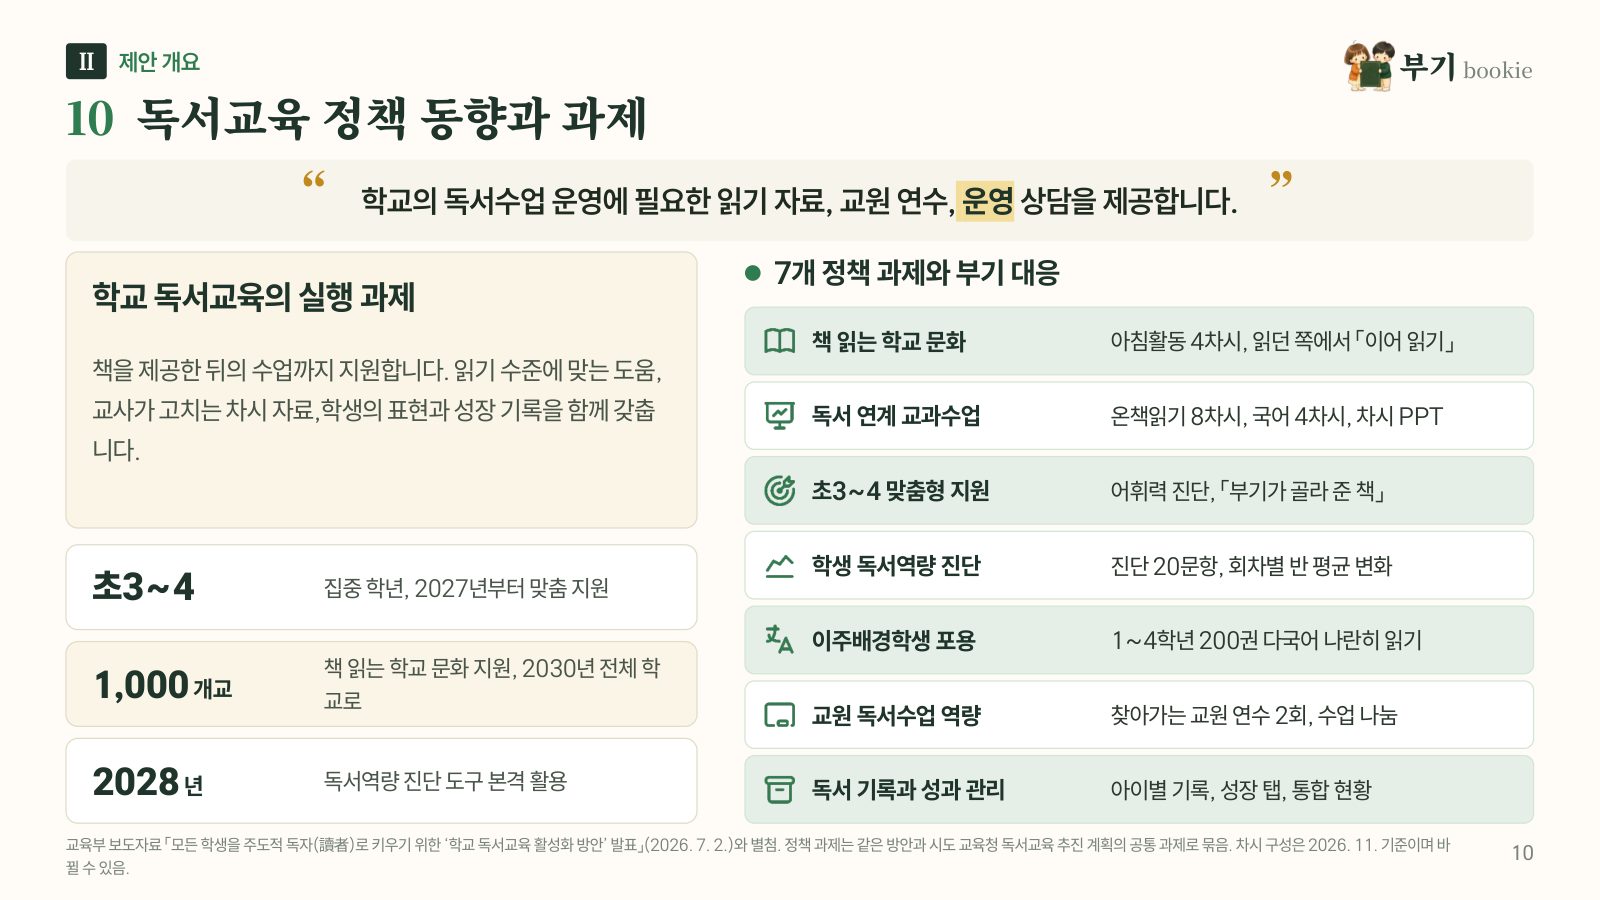 II 제안 개요
부기 bookie
10 독서교육 정책 동향과 과제
“ 학교의 독서수업 운영에 필요한 읽기 자료, 교원 연수, 운영 상담을 제공합니다. ”
학교 독서교육의 실행 과제
책을 제공한 뒤의 수업까지 지원합니다. 읽기 수준에 맞는 도움,
교사가 고치는 차시 자료,학생의 표현과 성장 기록을 함께 갖춥
니다.
초3~4 집중 학년, 2027년부터 맞춤 지원
1,000 개교 책 읽는 학교 문화 지원, 2030년 전체 학
교로
2028 년 독서역량 진단 도구 본격 활용
7개 정책 과제와 부기 대응
책 읽는 학교 문화 아침활동 4차시, 읽던 쪽에서 「이어 읽기」
독서 연계 교과수업 온책읽기 8차시, 국어 4차시, 차시 PPT
초3~4 맞춤형 지원 어휘력 진단, 「부기가 골라 준 책」
학생 독서역량 진단 진단 20문항, 회차별 반 평균 변화
이주배경학생 포용 1~4학년 200권 다국어 나란히 읽기
교원 독서수업 역량 찾아가는 교원 연수 2회, 수업 나눔
독서 기록과 성과 관리 아이별 기록, 성장 탭, 통합 현황
교육부 보도자료 「모든 학생을 주도적 독자(讀者)로 키우기 위한 ‘학교 독서교육 활성화 방안’ 발표」(2026. 7. 2.)와 별첨. 정책 과제는 같은 방안과 시도 교육청 독서교육 추진 계획의 공통 과제로 묶음. 차시 구성은 2026. 11. 기준이며 바
뀔 수 있음.
10